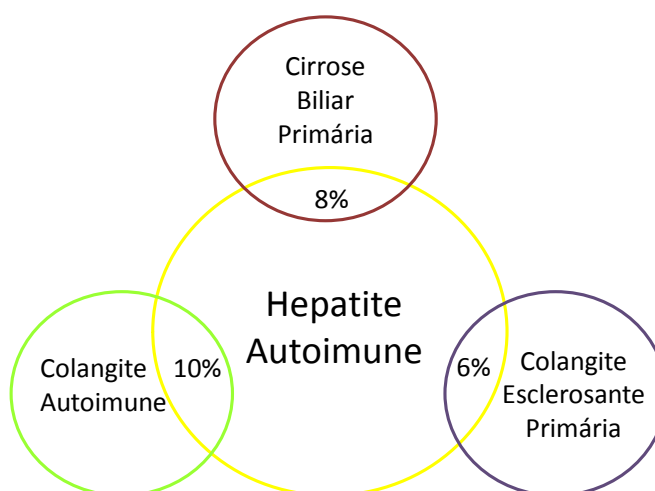 Cirrose
Biliar
Primária
8%
Hepatite
Autoimune
Colangite
Autoimune
10%
6%
Colangite
Esclerosante
Primária